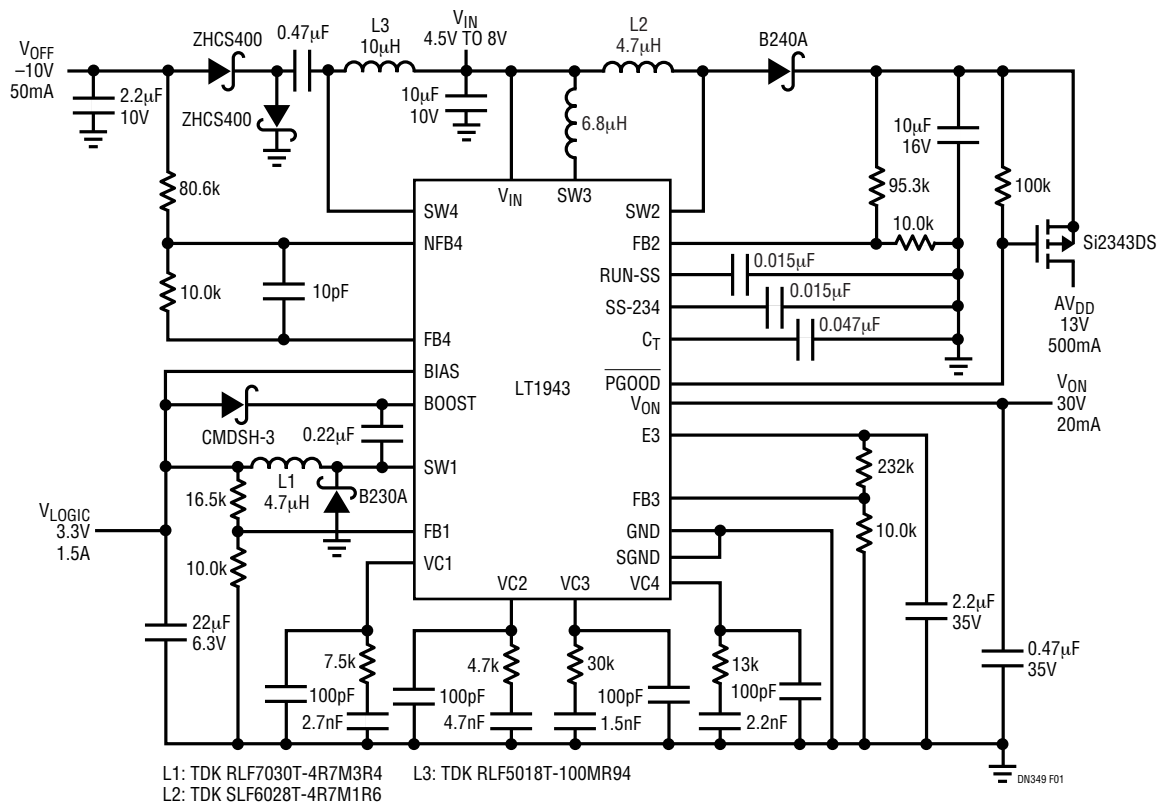 V_OFF
–10V
50mA
ZHCS400
0.47µF
L3
10µH
V_IN
4.5V TO 8V
L2
4.7µH
B240A
2.2µF
10V
ZHCS400
10µF
10V
6.8µH
10µF
16V
80.6k
95.3k
100k
V_IN
SW3
SW4
SW2
10.0k
Si2343DS
NFB4
FB2
10.0k
10pF
RUN-SS
0.015µF
SS-234
0.015µF
AV_DD
13V
500mA
FB4
C_T
0.047µF
BIAS
LT1943
PGOOD
V_ON
30V
20mA
BOOST
V_ON
CMDSH-3
0.22µF
E3
232k
SW1
16.5k
L1
4.7µH
B230A
FB3
V_LOGIC
3.3V
1.5A
FB1
GND
10.0k
10.0k
SGND
VC1
VC2
VC3
VC4
22µF
6.3V
2.2µF
35V
0.47µF
35V
7.5k
4.7k
30k
13k
100pF
100pF
100pF
100pF
2.7nF
4.7nF
1.5nF
2.2nF
L1: TDK RLF7030T-4R7M3R4
L2: TDK SLF6028T-4R7M1R6
L3: TDK RLF5018T-100MR94
DN349 F01